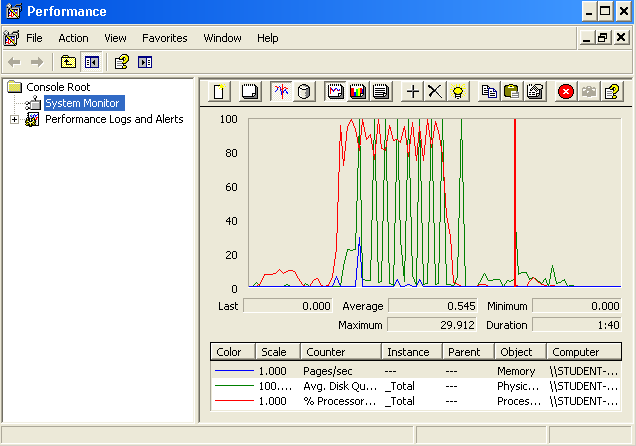 Performance
File Action View Favorites Window Help
Console Root
System Monitor
Performance Logs and Alerts
100
80
60
40
20
0
Last 0.000 Average 0.545 Minimum 0.000
Maximum 29.912 Duration 1:40
Color Scale Counter Instance Parent Object Computer
1.000 Pages/sec --- --- Memory \\STUDENT-...
100.... Avg. Disk Qu... _Total --- Physic... \\STUDENT-...
1.000 % Processor... _Total --- Proces... \\STUDENT-...